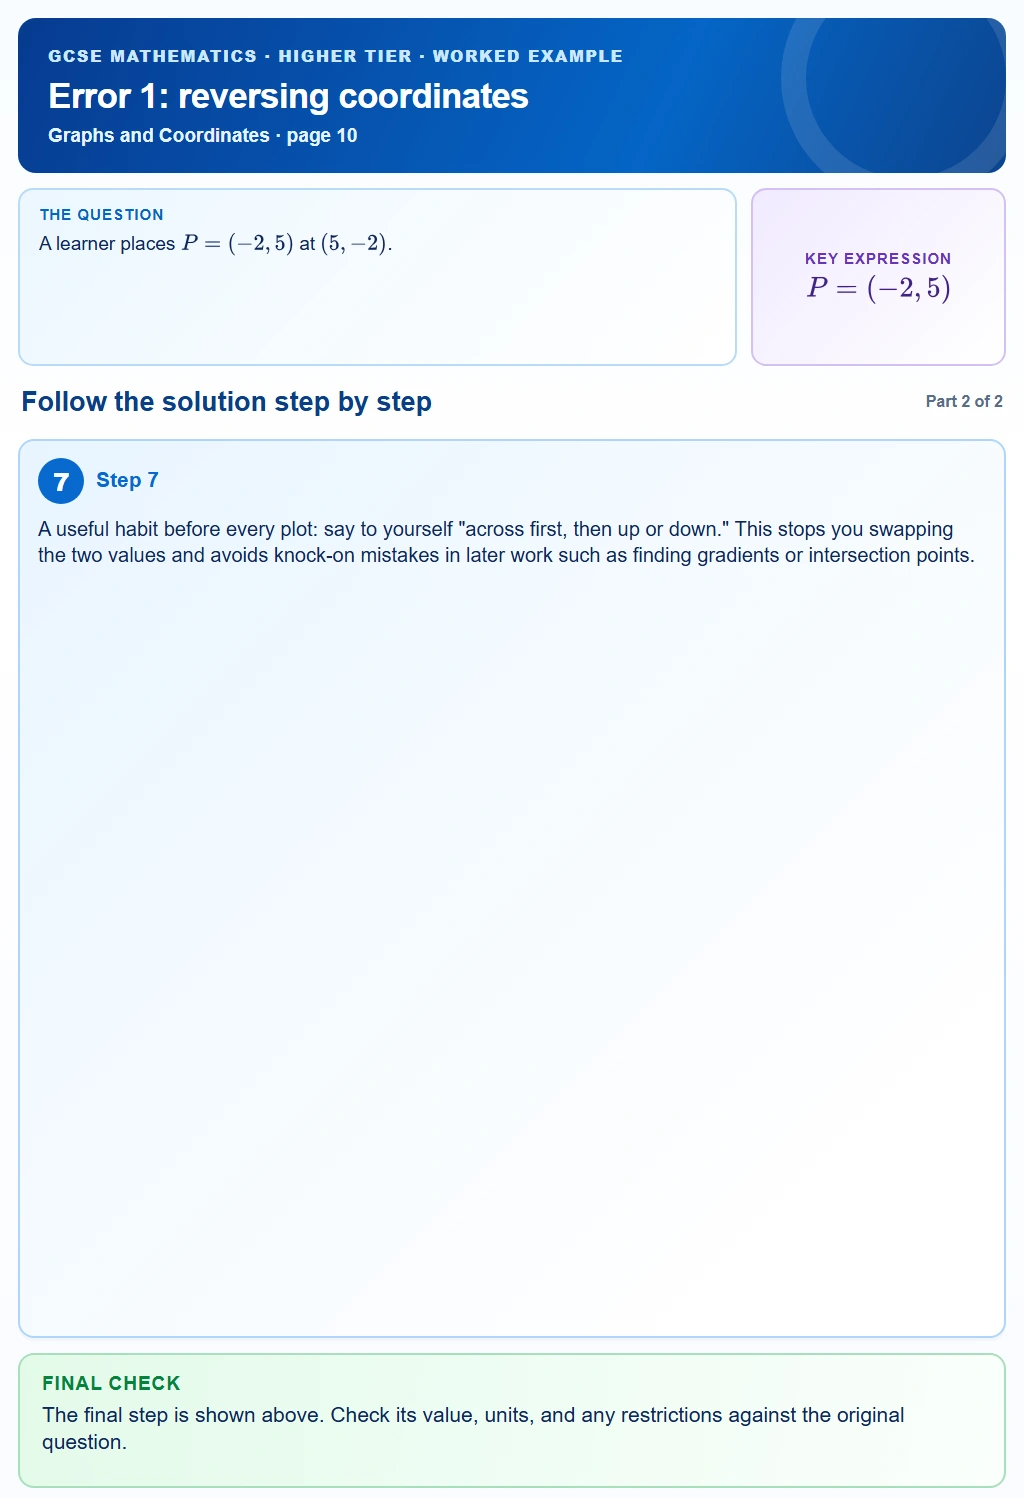 GCSE MATHEMATICS · HIGHER TIER · WORKED EXAMPLE
Error 1: reversing coordinates
Graphs and Coordinates · page 10
THE QUESTION
A learner places P = (−2, 5) at (5, −2).
KEY EXPRESSION
P = (−2, 5)
Follow the solution step by step
Part 2 of 2
7
Step 7
A useful habit before every plot: say to yourself "across first, then up or down." This stops you swapping
the two values and avoids knock-on mistakes in later work such as finding gradients or intersection points.
FINAL CHECK
The final step is shown above. Check its value, units, and any restrictions against the original
question.